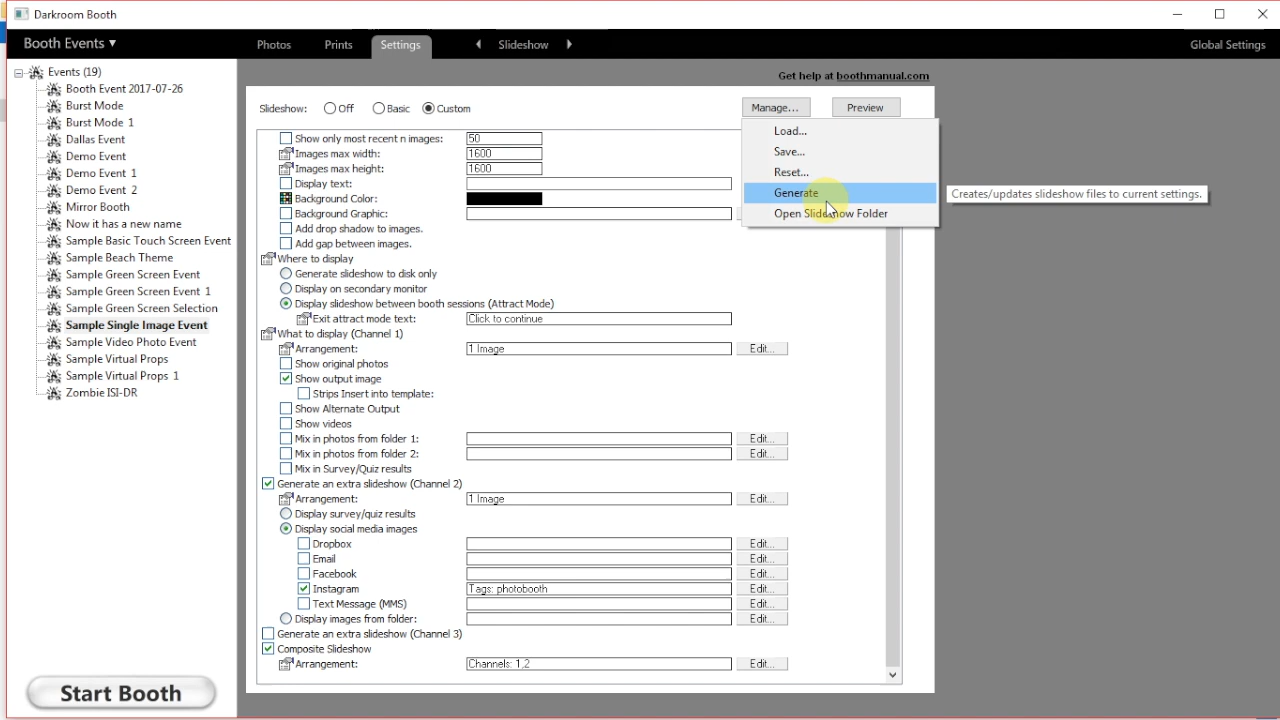 Darkroom Booth
Booth Events ▾ Photos Prints Settings Slideshow Global Settings
Get help at boothmanual.com
Events (19)
Booth Event 2017-07-26
Burst Mode
Burst Mode 1
Dallas Event
Demo Event
Demo Event 1
Demo Event 2
Mirror Booth
Now it has a new name
Sample Basic Touch Screen Event
Sample Beach Theme
Sample Green Screen Event
Sample Green Screen Event 1
Sample Green Screen Selection
Sample Single Image Event
Sample Video Photo Event
Sample Virtual Props
Sample Virtual Props 1
Zombie ISI-DR
Start Booth
Slideshow: Off Basic Custom Manage... Preview
Load...
Save...
Reset...
Generate
Open Slideshow Folder
Creates/updates slideshow files to current settings.
Show only most recent n images: 50
Images max width: 1600
Images max height: 1600
Display text:
Background Color:
Background Graphic:
Add drop shadow to images.
Add gap between images.
Where to display
Generate slideshow to disk only
Display on secondary monitor
Display slideshow between booth sessions (Attract Mode)
Exit attract mode text: Click to continue
What to display (Channel 1)
Arrangement: 1 Image Edit...
Show original photos
Show output image
Strips Insert into template:
Show Alternate Output
Show videos
Mix in photos from folder 1: Edit...
Mix in photos from folder 2: Edit...
Mix in Survey/Quiz results
Generate an extra slideshow (Channel 2)
Arrangement: 1 Image Edit...
Display survey/quiz results
Display social media images
Dropbox Edit...
Email Edit...
Facebook Edit...
Instagram Tags: photobooth Edit...
Text Message (MMS) Edit...
Display images from folder: Edit...
Generate an extra slideshow (Channel 3)
Composite Slideshow
Arrangement: Channels: 1,2 Edit...